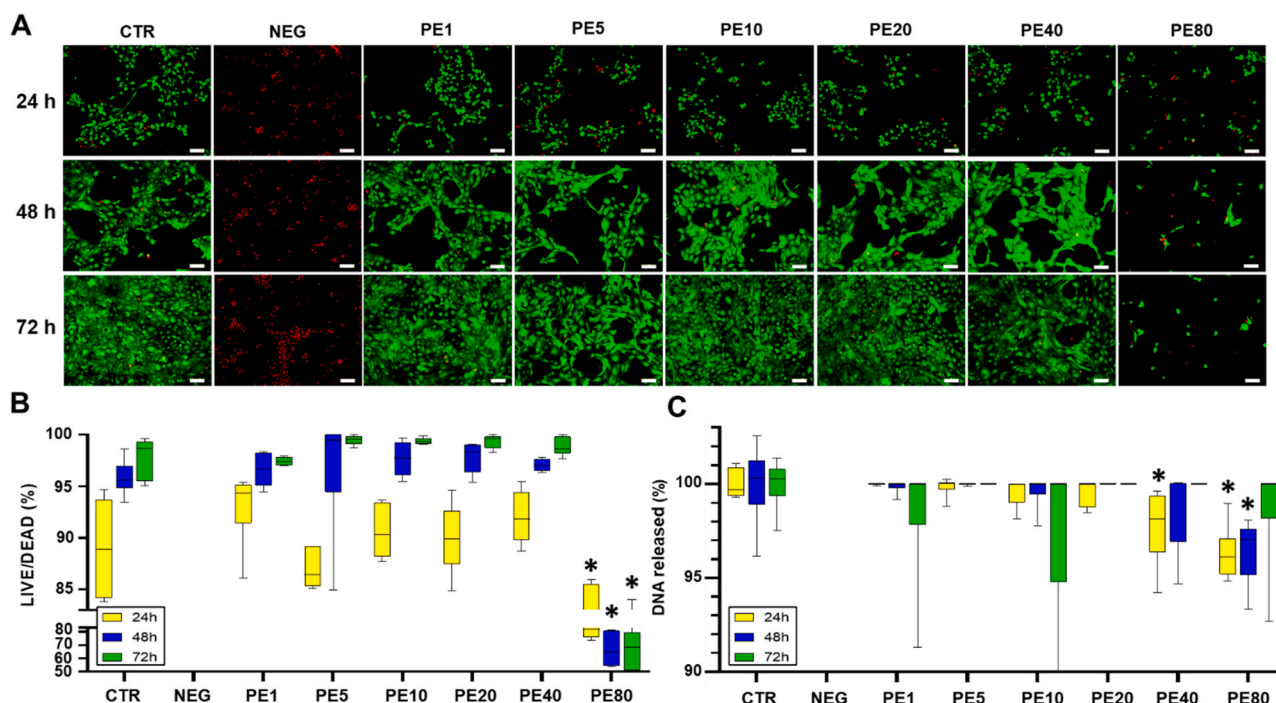 A
CTR NEG PE1 PE5 PE10 PE20 PE40 PE80
24 h
48 h
72 h
B
LIVE/DEAD (%)
100
95
90
85
80
70
60
50
* * *
24h
48h
72h
CTR NEG PE1 PE5 PE10 PE20 PE40 PE80
C
DNA released (%)
100
95
90
* * *
24h
48h
72h
CTR NEG PE1 PE5 PE10 PE20 PE40 PE80